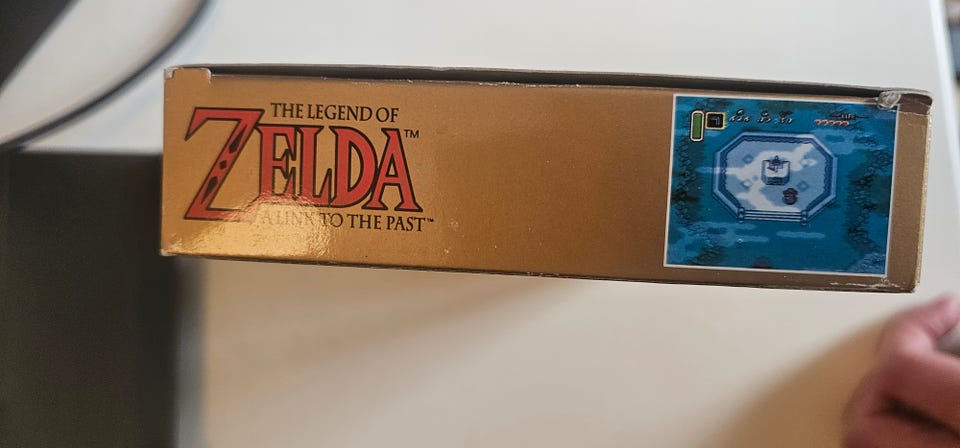 THE LEGEND OF
ZELDA™
A LINK TO THE PAST™